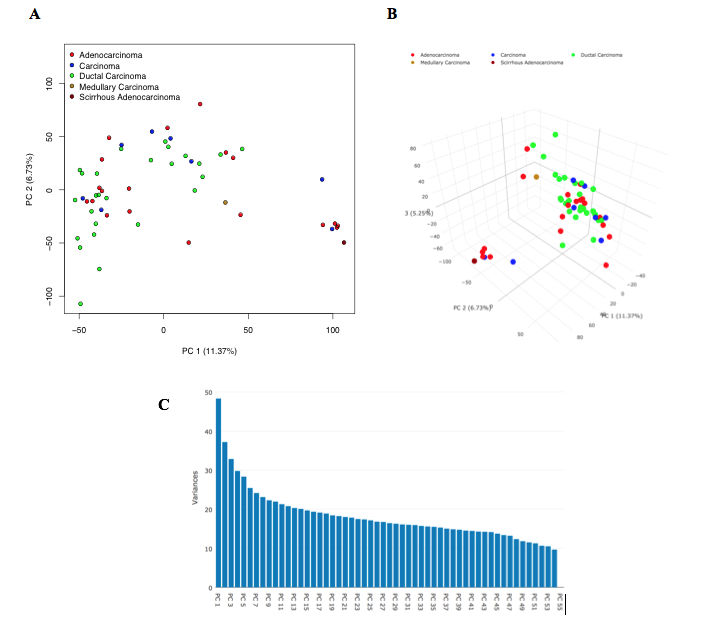 A
B
Adenocarcinoma
Carcinoma
Ductal Carcinoma
Medullary Carcinoma
Scirrhous Adenocarcinoma
PC 2 (6.73%)
100
50
0
−50
−100
−50 0 50 100
PC 1 (11.37%)
Adenocarcinoma Carcinoma Ductal Carcinoma
Medullary Carcinoma Scirrhous Adenocarcinoma
80
60
40
20
3 (5.25%)
−20
−40
−60
−100
−50
PC 2 (6.73%)
0
50
−40
−20
0
20
PC 1 (11.37%)
60
80
C
Variances
50
40
30
20
10
0
PC 1 PC 3 PC 5 PC 7 PC 9 PC 11 PC 13 PC 15 PC 17 PC 19 PC 21 PC 23 PC 25 PC 27 PC 29 PC 31 PC 33 PC 35 PC 37 PC 39 PC 41 PC 43 PC 45 PC 47 PC 49 PC 51 PC 53 PC 55